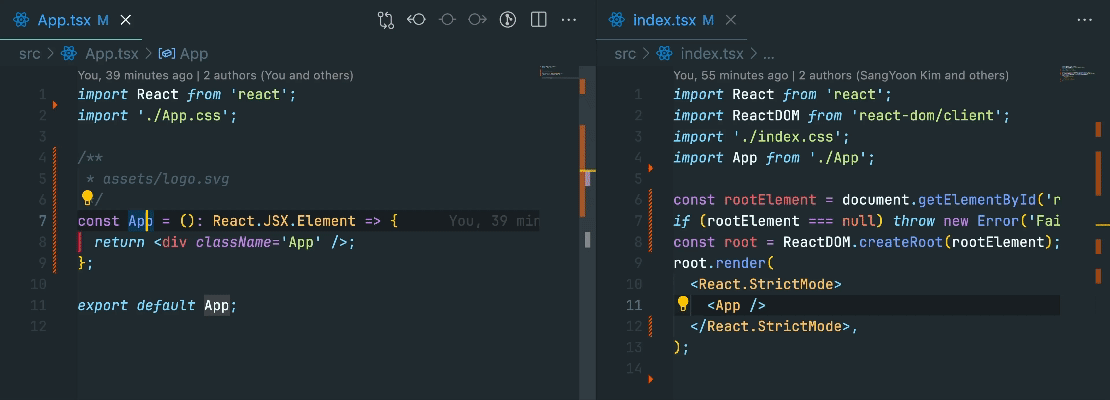 App.tsx M
src > App.tsx > App
You, 39 minutes ago | 2 authors (You and others)
1 import React from 'react';
2 import './App.css';
3
4 /**
5 * assets/logo.svg
6 /
7 const App = (): React.JSX.Element => { You, 39 min
8 return <div className='App' />;
9 };
10
11 export default App;
12
index.tsx M
src > index.tsx > ...
You, 55 minutes ago | 2 authors (SangYoon Kim and others)
1 import React from 'react';
2 import ReactDOM from 'react-dom/client';
3 import './index.css';
4 import App from './App';
5
6 const rootElement = document.getElementById('r
7 if (rootElement === null) throw new Error('Fai
8 const root = ReactDOM.createRoot(rootElement);
9 root.render(
10 <React.StrictMode>
11 <App />
12 </React.StrictMode>,
13 );
14